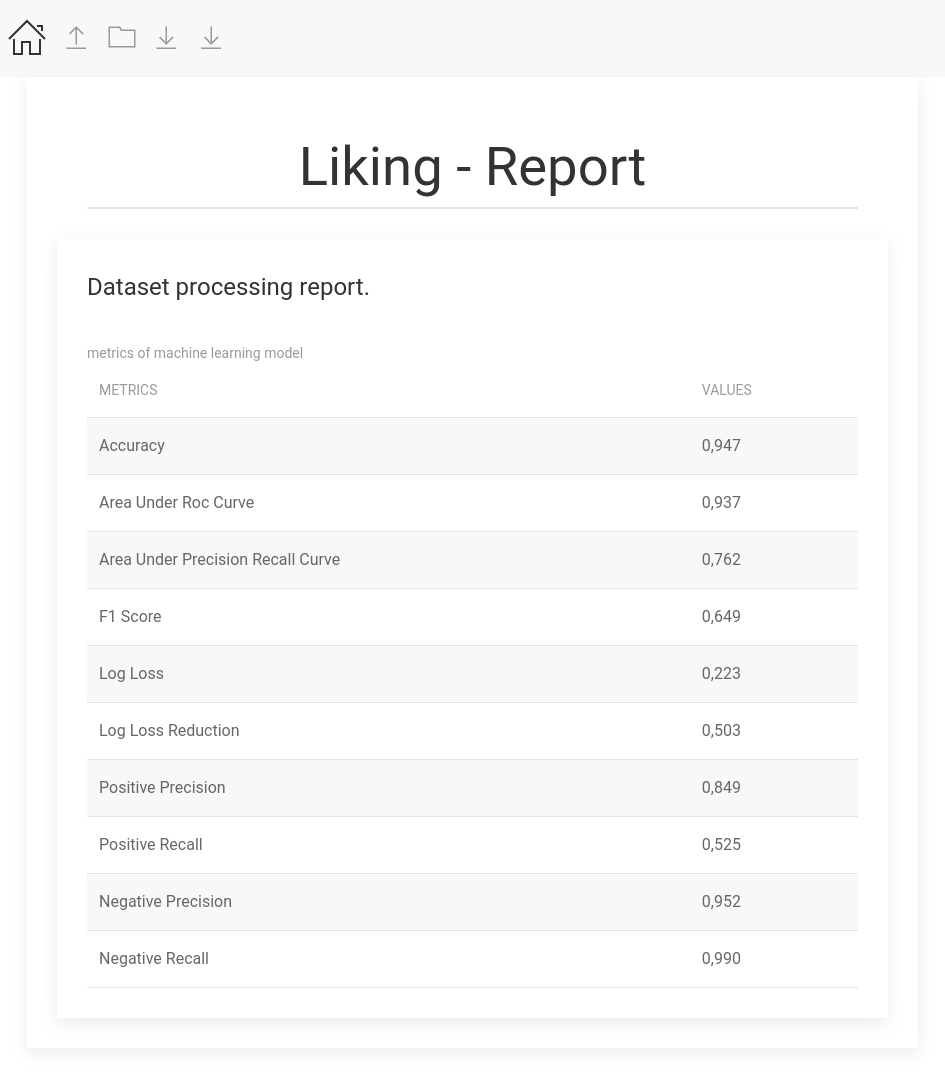 Liking - Report
Dataset processing report.
metrics of machine learning model
METRICS VALUES
Accuracy 0,947
Area Under Roc Curve 0,937
Area Under Precision Recall Curve 0,762
F1 Score 0,649
Log Loss 0,223
Log Loss Reduction 0,503
Positive Precision 0,849
Positive Recall 0,525
Negative Precision 0,952
Negative Recall 0,990